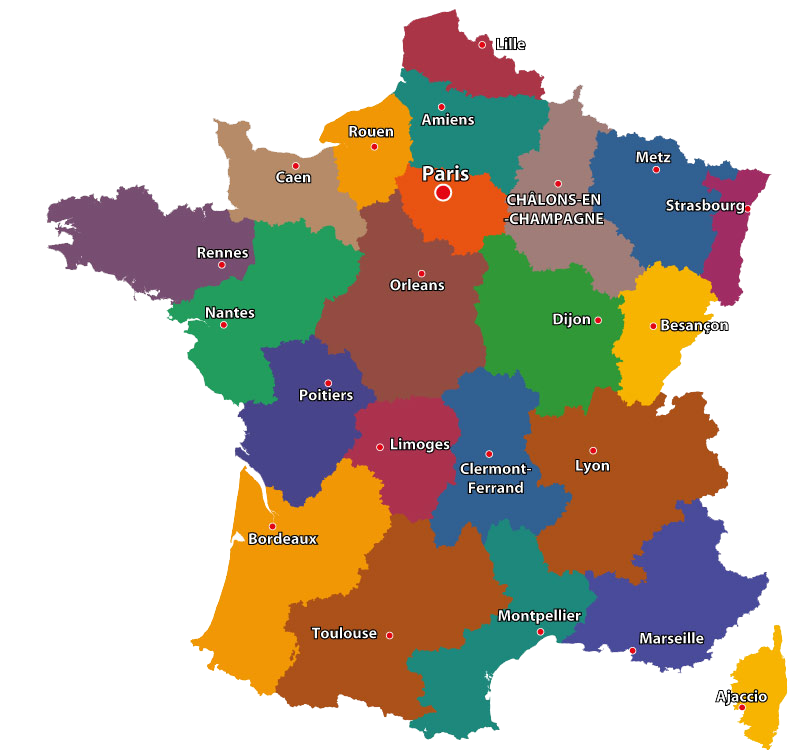 Lille
Amiens
Rouen
Metz
Caen
Paris
CHÂLONS-EN
-CHAMPAGNE
Strasbourg
Rennes
Orleans
Nantes
Dijon
Besançon
Poitiers
Limoges
Lyon
Clermont-
Ferrand
Bordeaux
Montpellier
Toulouse
Marseille
Ajaccio